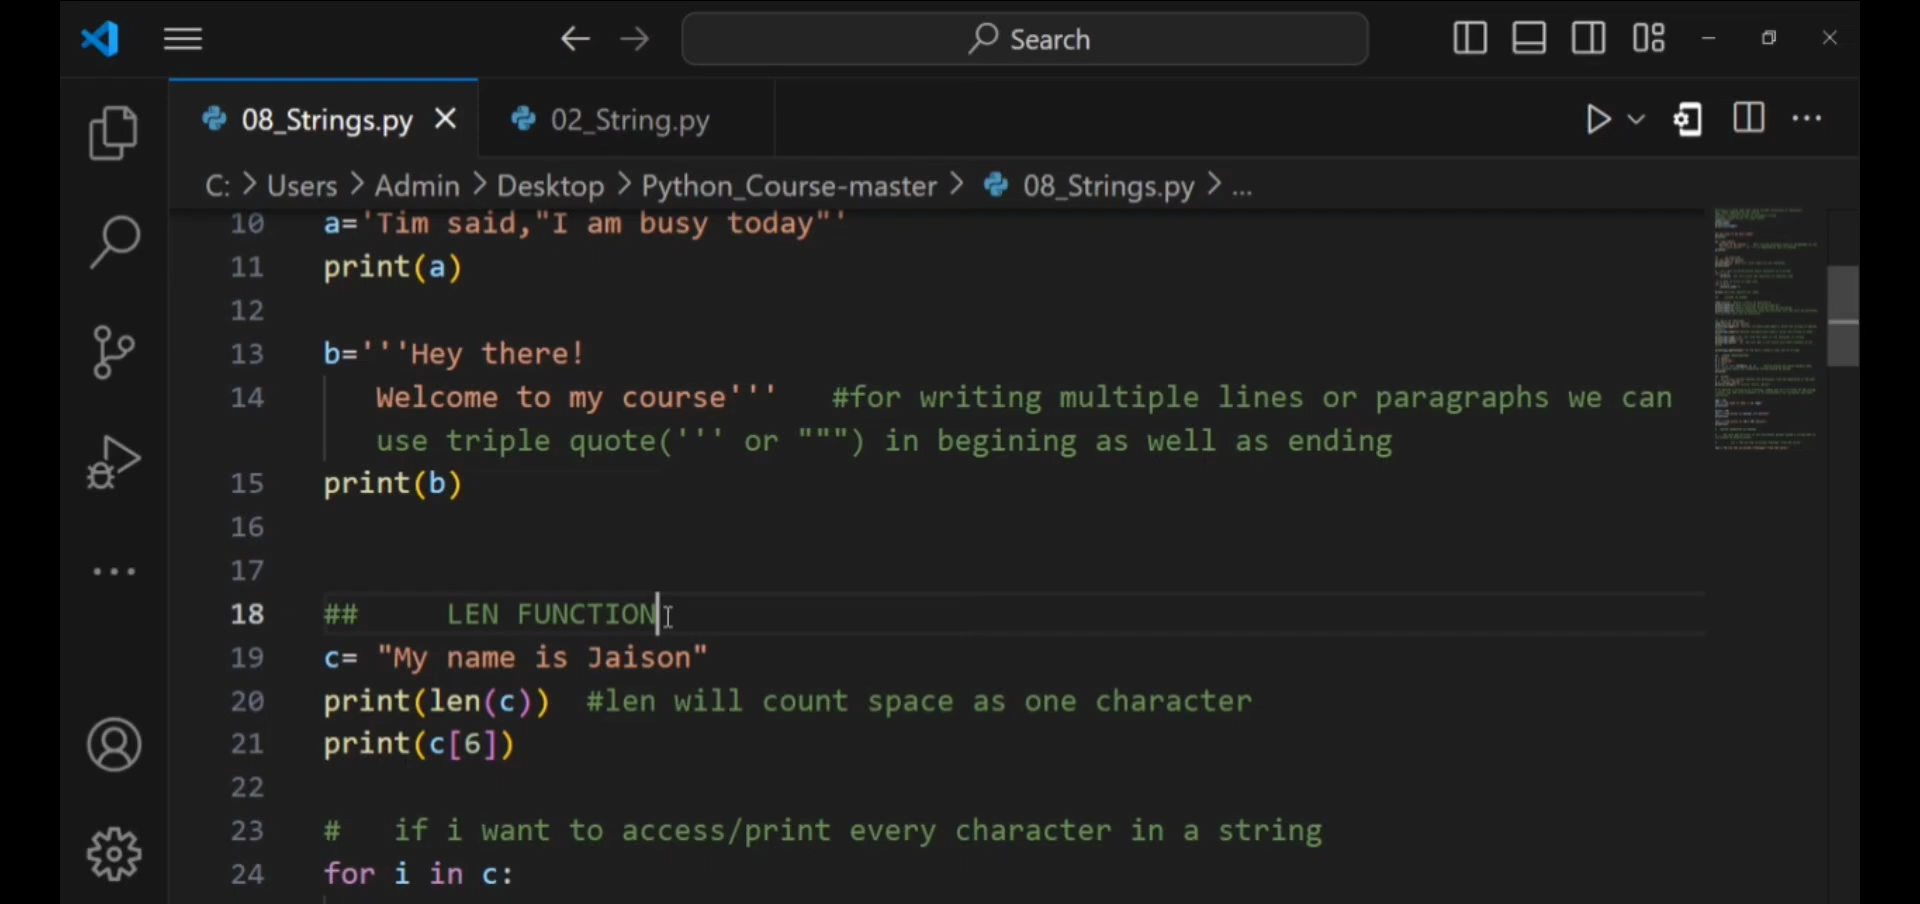 Search
08_Strings.py
02_String.py
C: > Users > Admin > Desktop > Python_Course-master > 08_Strings.py > ...
10 a='Tim said,"I am busy today"'
11 print(a)
12
13 b='''Hey there!
14 Welcome to my course''' #for writing multiple lines or paragraphs we can
use triple quote(''' or """) in begining as well as ending
15 print(b)
16
17
18 ## LEN FUNCTION
19 c= "My name is Jaison"
20 print(len(c)) #len will count space as one character
21 print(c[6])
22
23 # if i want to access/print every character in a string
24 for i in c: